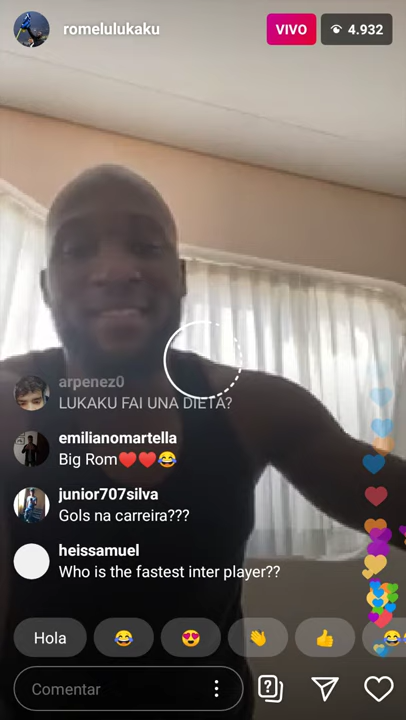 romelulukaku
VIVO
4.932
arpenez0
LUKAKU FAI UNA DIETA?
emilianomartella
Big Rom❤️❤️😂
junior707silva
Gols na carreira???
heissamuel
Who is the fastest inter player??
Hola
Comentar